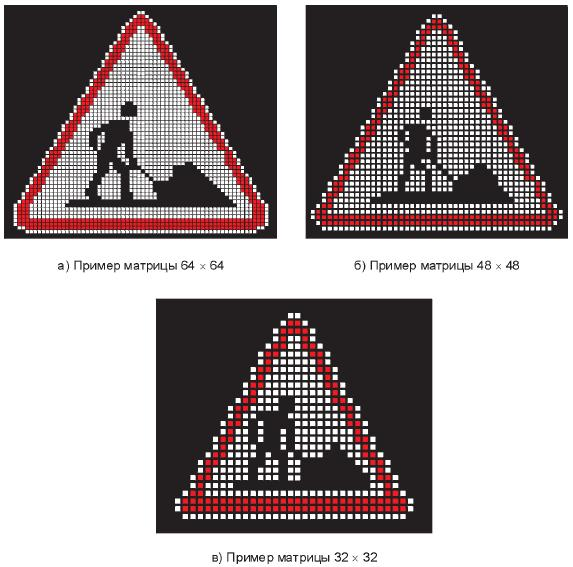 а) Пример матрицы 64 × 64
б) Пример матрицы 48 × 48
в) Пример матрицы 32 × 32